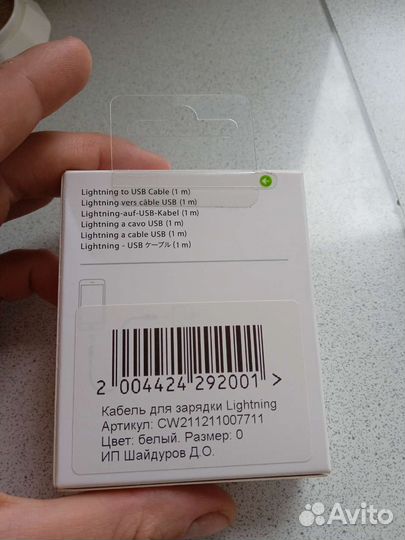 Lightning to USB Cable (1 m)
Lightning vers câble USB (1 m)
Lightning-auf-USB-Kabel (1 m)
Lightning a cavo USB (1 m)
Lightning a cable USB (1 m)
Lightning - USB ケーブル (1 m)
2 004424 292001 >
Кабель для зарядки Lightning
Артикул: CW211211007711
Цвет: белый. Размер: 0
ИП Шайдуров Д.О.
Avito